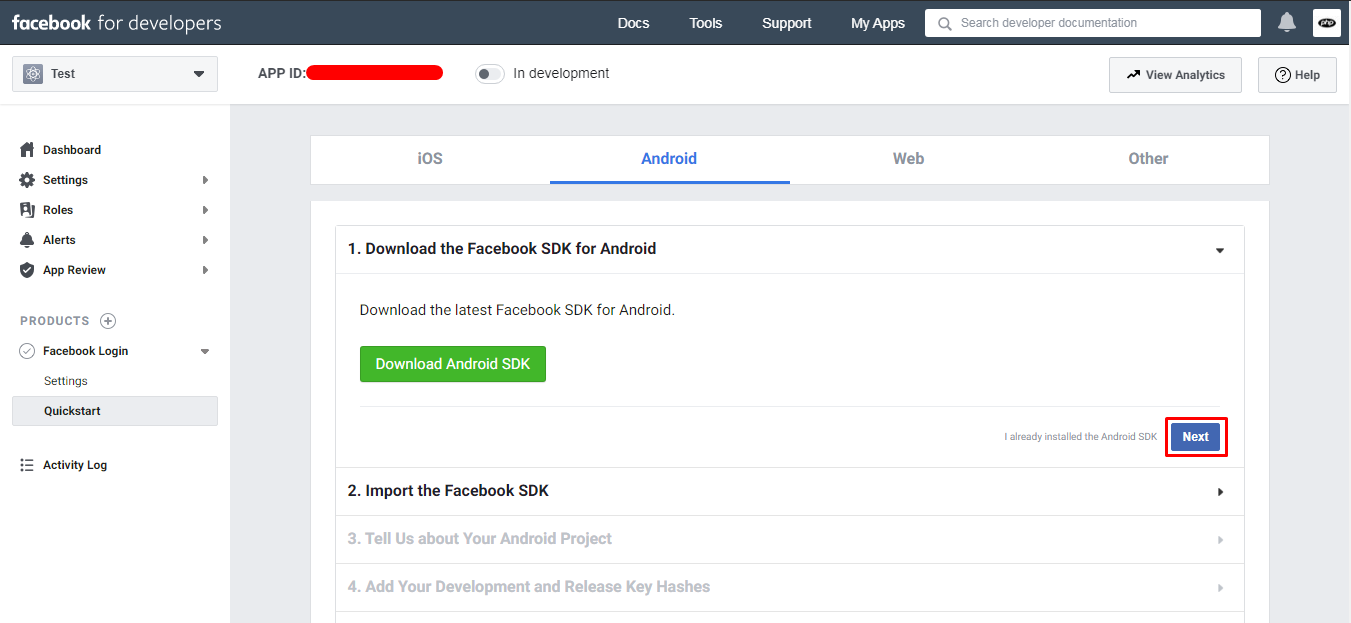 facebook for developers
Docs
Tools
Support
My Apps
Search developer documentation
php
Test
APP ID:
In development
View Analytics
Help
Dashboard
Settings
Roles
Alerts
App Review
PRODUCTS
Facebook Login
Settings
Quickstart
Activity Log
iOS
Android
Web
Other
1. Download the Facebook SDK for Android
Download the latest Facebook SDK for Android.
Download Android SDK
I already installed the Android SDK
Next
2. Import the Facebook SDK
3. Tell Us about Your Android Project
4. Add Your Development and Release Key Hashes